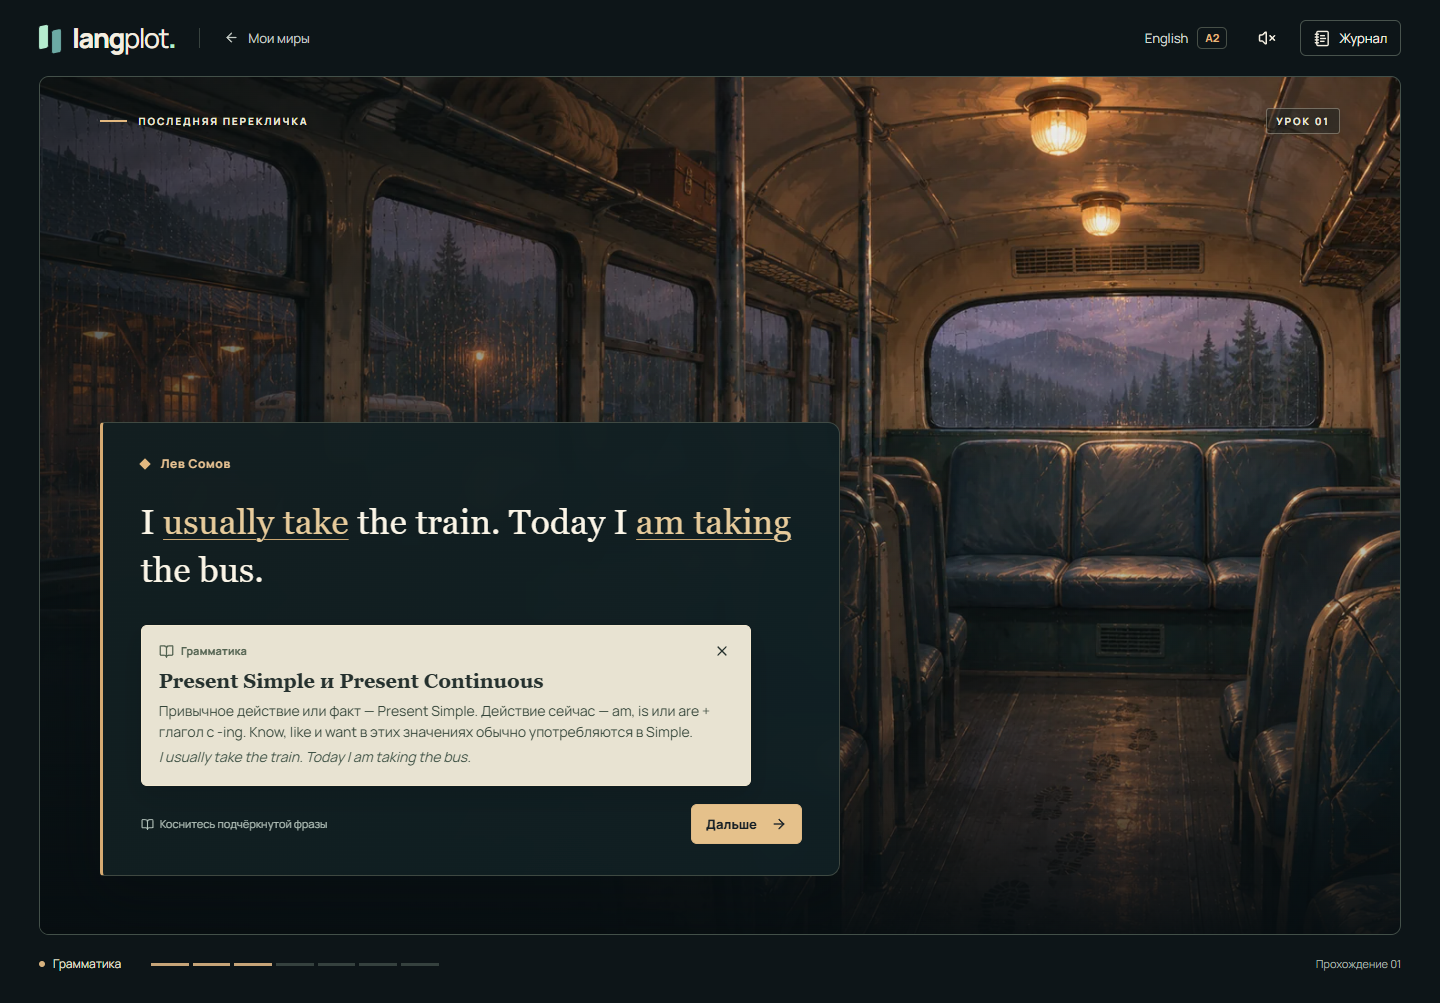 langplot.
Мои миры
English A2
Журнал
ПОСЛЕДНЯЯ ПЕРЕКЛИЧКА
УРОК 01
Лев Сомов
I usually take the train. Today I am taking
the bus.
Грамматика
Present Simple и Present Continuous
Привычное действие или факт — Present Simple. Действие сейчас — am, is или are +
глагол с -ing. Know, like и want в этих значениях обычно употребляются в Simple.
I usually take the train. Today I am taking the bus.
Коснитесь подчёркнутой фразы
Дальше
Грамматика
Прохождение 01